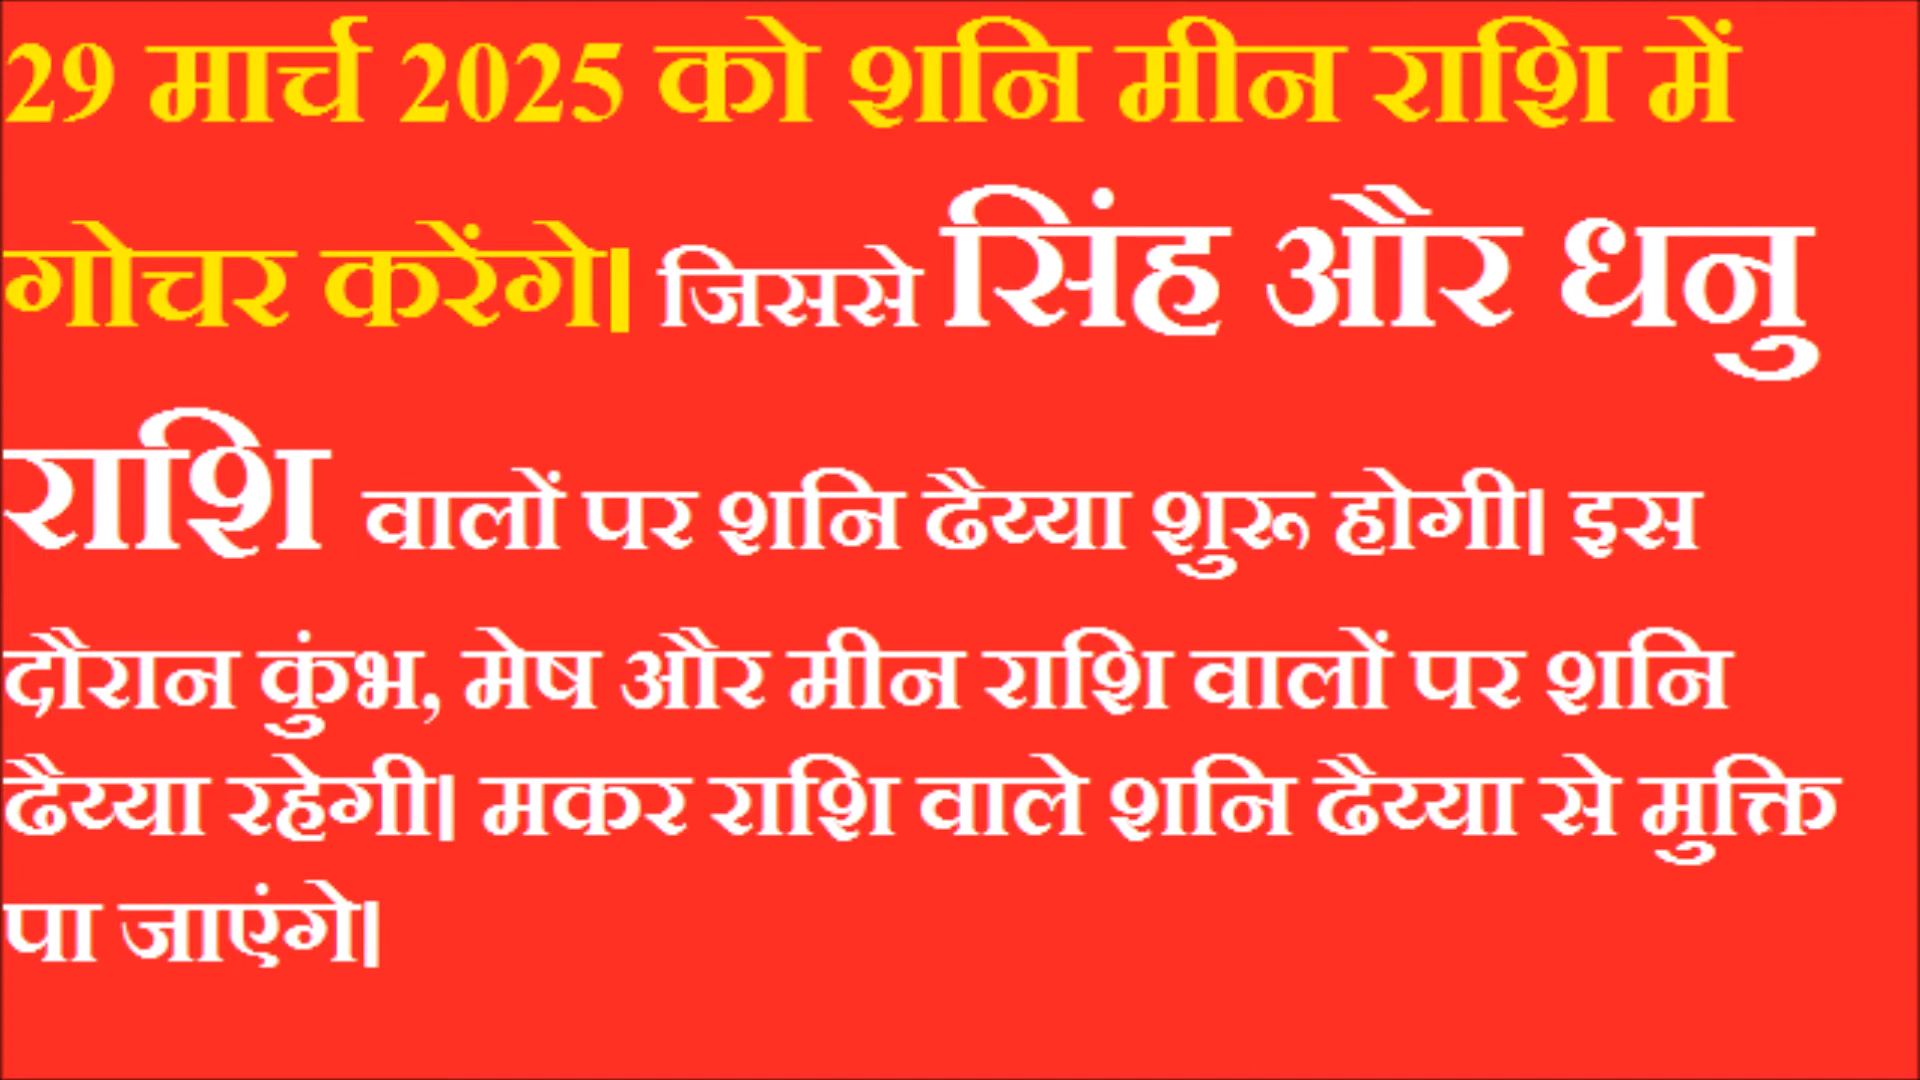 29 मार्च 2025 को शनि मीन राशि में
गोचर करेंगे। जिससे सिंह और धनु
राशि वालों पर शनि ढैय्या शुरू होगी। इस
दौरान कुंभ, मेष और मीन राशि वालों पर शनि
ढैय्या रहेगी। मकर राशि वाले शनि ढैय्या से मुक्ति
पा जाएंगे।